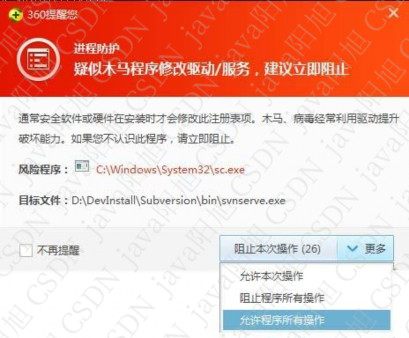 360提醒您
进程防护
疑似木马程序修改驱动/服务，建议立即阻止
通常安全软件或硬件在安装时才会修改此注册表项。木马、病毒经常利用驱动提升
破坏能力。如果您不认识此程序，请立即阻止。
风险程序： C:\Windows\System32\sc.exe
目标文件：D:\DevInstall\Subversion\bin\svnserve.exe
不再提醒 阻止本次操作 (26) 更多
允许本次操作
阻止程序所有操作
允许程序所有操作